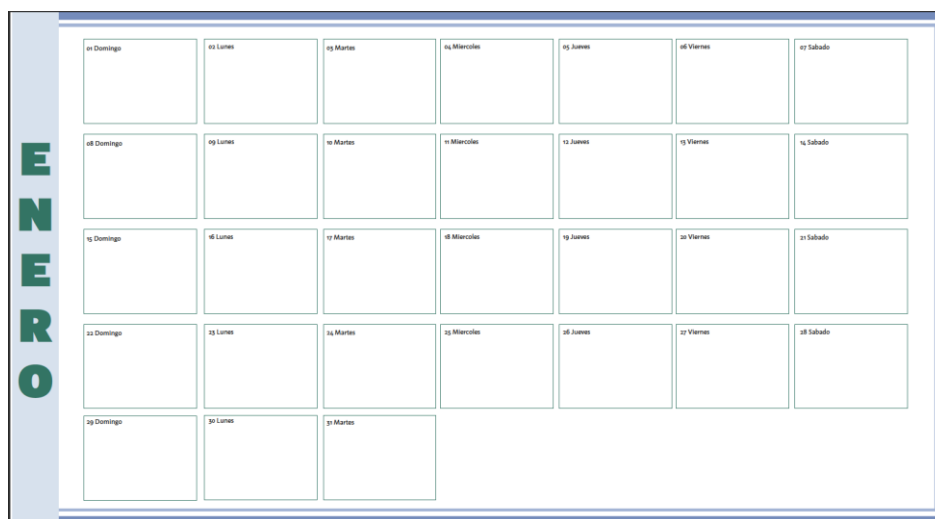 ENERO
01 Domingo
02 Lunes
03 Martes
04 Miercoles
05 Jueves
06 Viernes
07 Sabado
08 Domingo
09 Lunes
10 Martes
11 Miercoles
12 Jueves
13 Viernes
14 Sabado
15 Domingo
16 Lunes
17 Martes
18 Miercoles
19 Jueves
20 Viernes
21 Sabado
22 Domingo
23 Lunes
24 Martes
25 Miercoles
26 Jueves
27 Viernes
28 Sabado
29 Domingo
30 Lunes
31 Martes